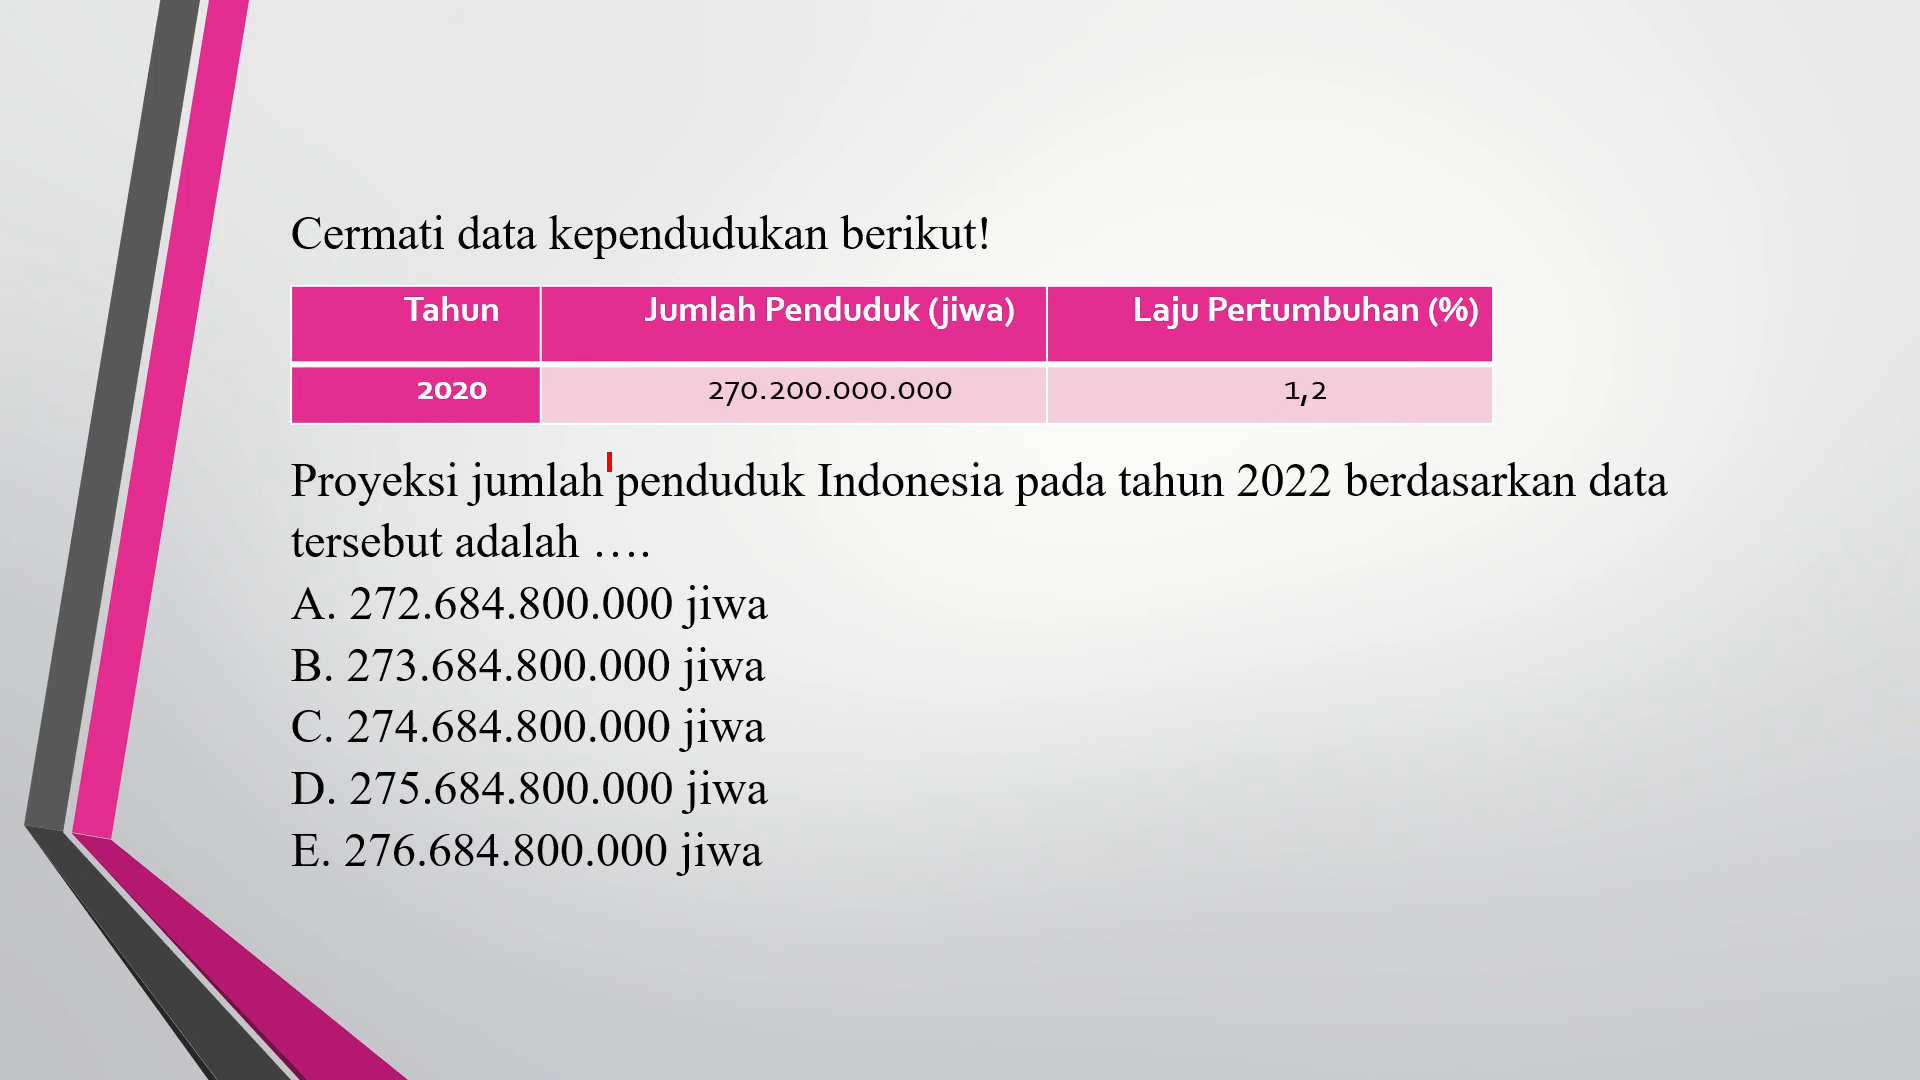 Cermati data kependudukan berikut!
Tahun Jumlah Penduduk (jiwa) Laju Pertumbuhan (%)
2020 270.200.000.000 1,2
Proyeksi jumlah penduduk Indonesia pada tahun 2022 berdasarkan data
tersebut adalah ….
A. 272.684.800.000 jiwa
B. 273.684.800.000 jiwa
C. 274.684.800.000 jiwa
D. 275.684.800.000 jiwa
E. 276.684.800.000 jiwa